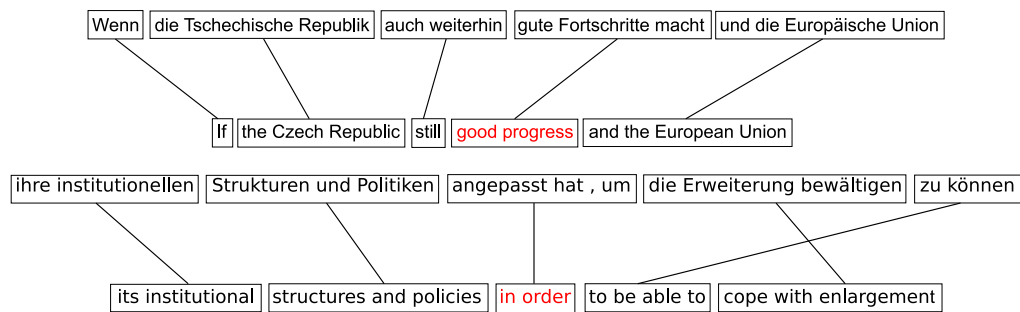 Wenn die Tschechische Republik auch weiterhin gute Fortschritte macht und die Europäische Union
If the Czech Republic still good progress and the European Union
ihre institutionellen Strukturen und Politiken angepasst hat , um die Erweiterung bewältigen zu können
its institutional structures and policies in order to be able to cope with enlargement